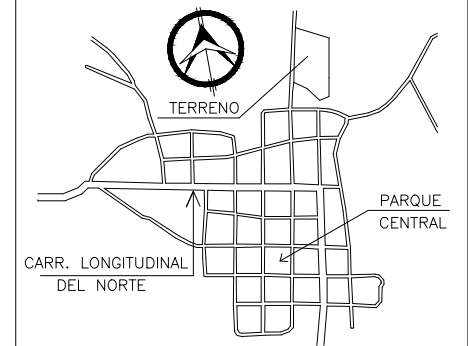 TERRENO
PARQUE
CENTRAL
CARR. LONGITUDINAL
DEL NORTE